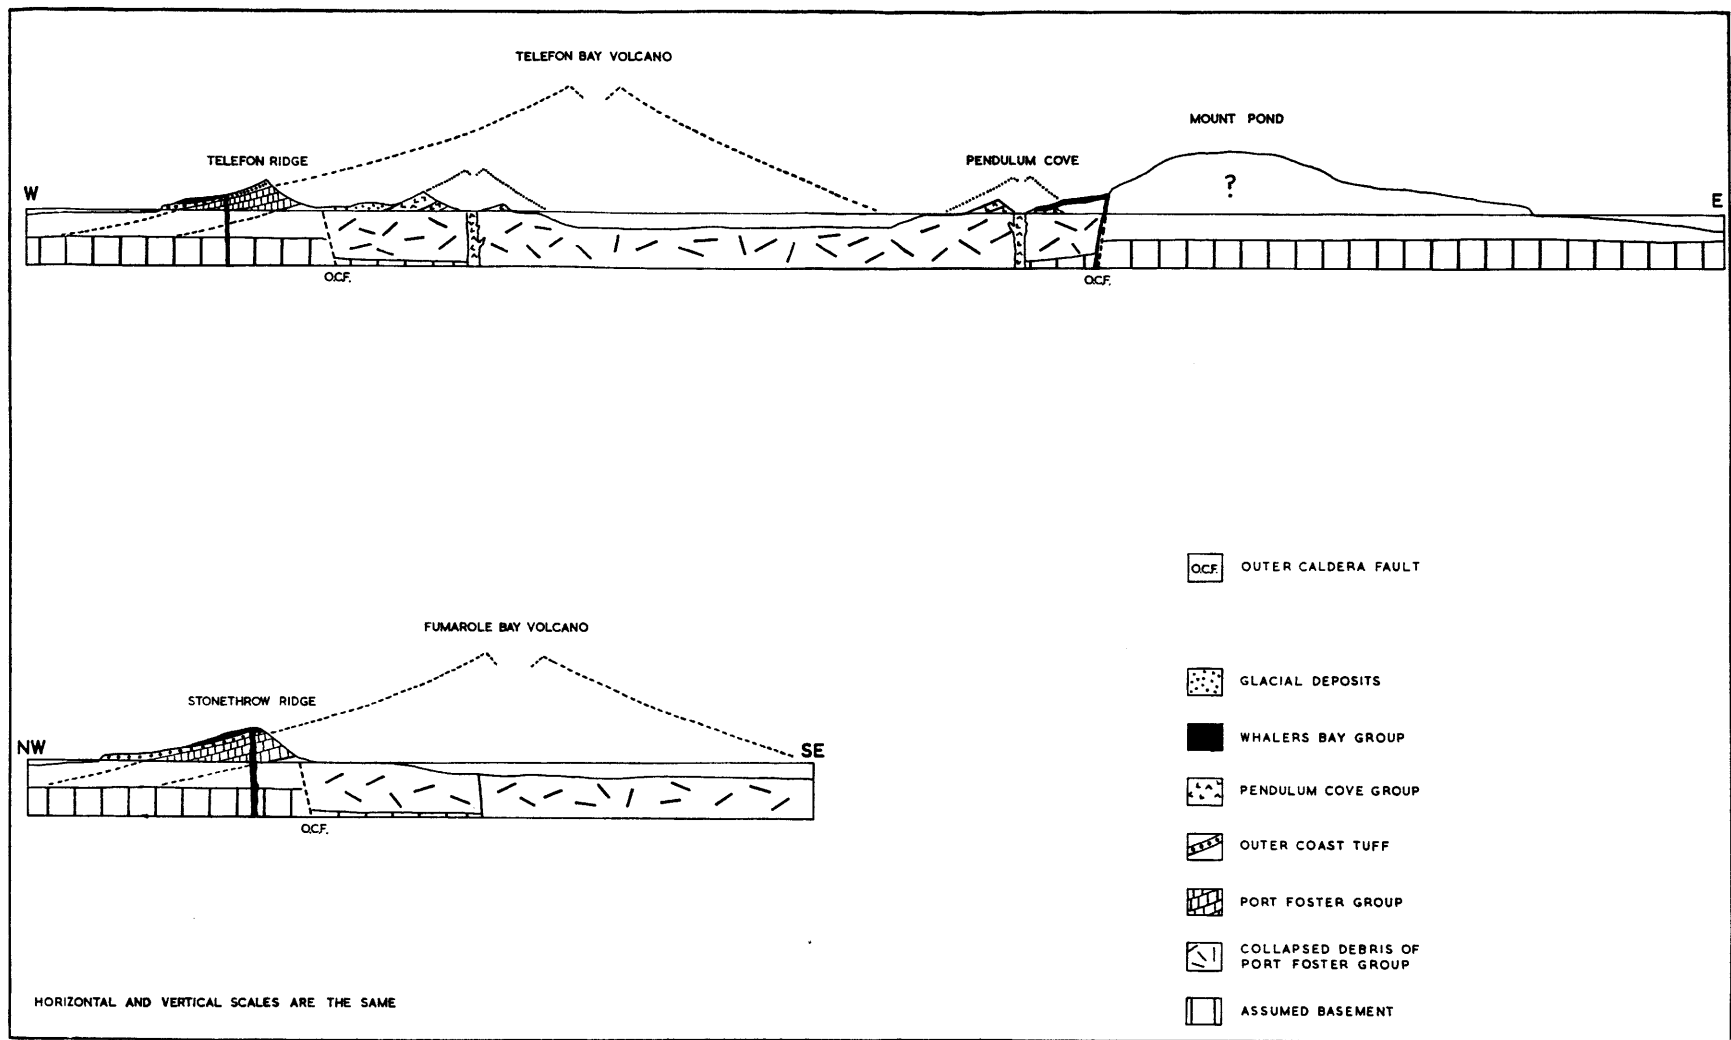 TELEFON BAY VOLCANO
MOUNT POND
TELEFON RIDGE
PENDULUM COVE
W
?
E
O.C.F.
O.C.F.
FUMAROLE BAY VOLCANO
STONETHROW RIDGE
NW
SE
O.C.F.
O.C.F. OUTER CALDERA FAULT
GLACIAL DEPOSITS
WHALERS BAY GROUP
PENDULUM COVE GROUP
OUTER COAST TUFF
PORT FOSTER GROUP
COLLAPSED DEBRIS OF
PORT FOSTER GROUP
ASSUMED BASEMENT
HORIZONTAL AND VERTICAL SCALES ARE THE SAME